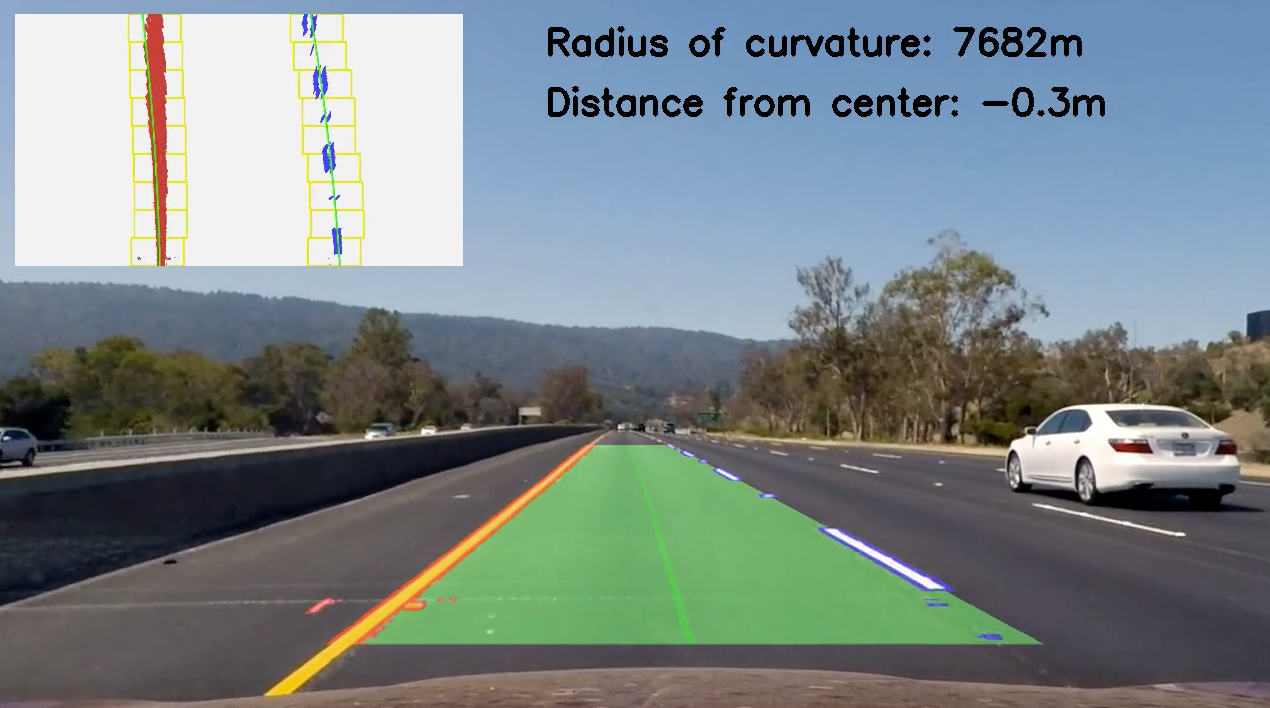 Radius of curvature: 7682m
Distance from center: −0.3m